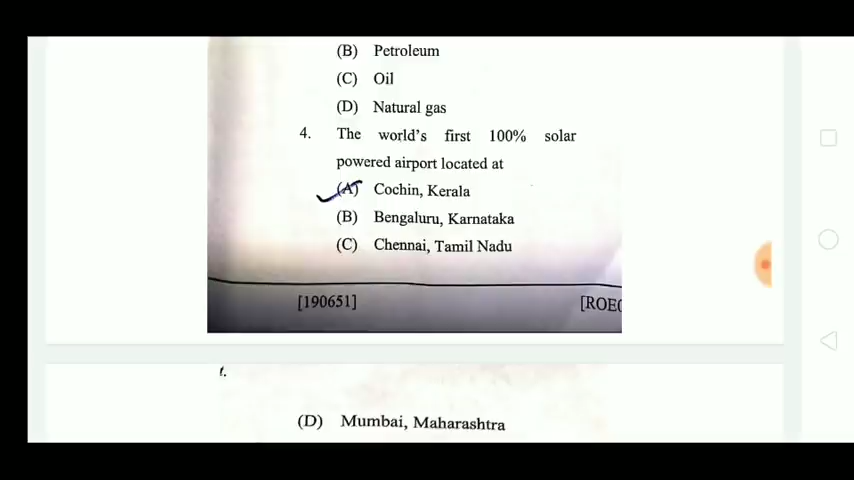 (B) Petroleum
(C) Oil
(D) Natural gas
4. The world's first 100% solar
powered airport located at
(A) Cochin, Kerala
(B) Bengaluru, Karnataka
(C) Chennai, Tamil Nadu
[190651] [ROE
t.
(D) Mumbai, Maharashtra